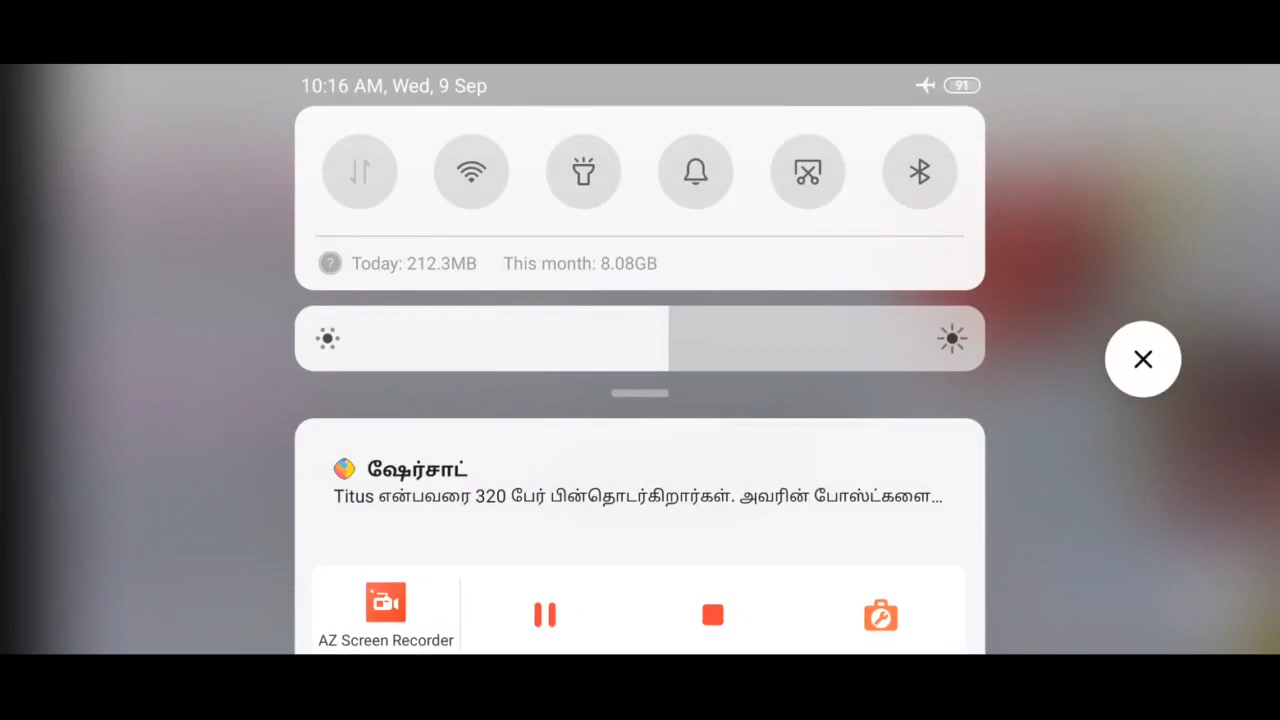 10:16 AM, Wed, 9 Sep
91
Today: 212.3MB This month: 8.08GB
ஷேர்சாட்
Titus என்பவரை 320 பேர் பின்தொடர்கிறார்கள். அவரின் போஸ்ட்களை...
AZ Screen Recorder